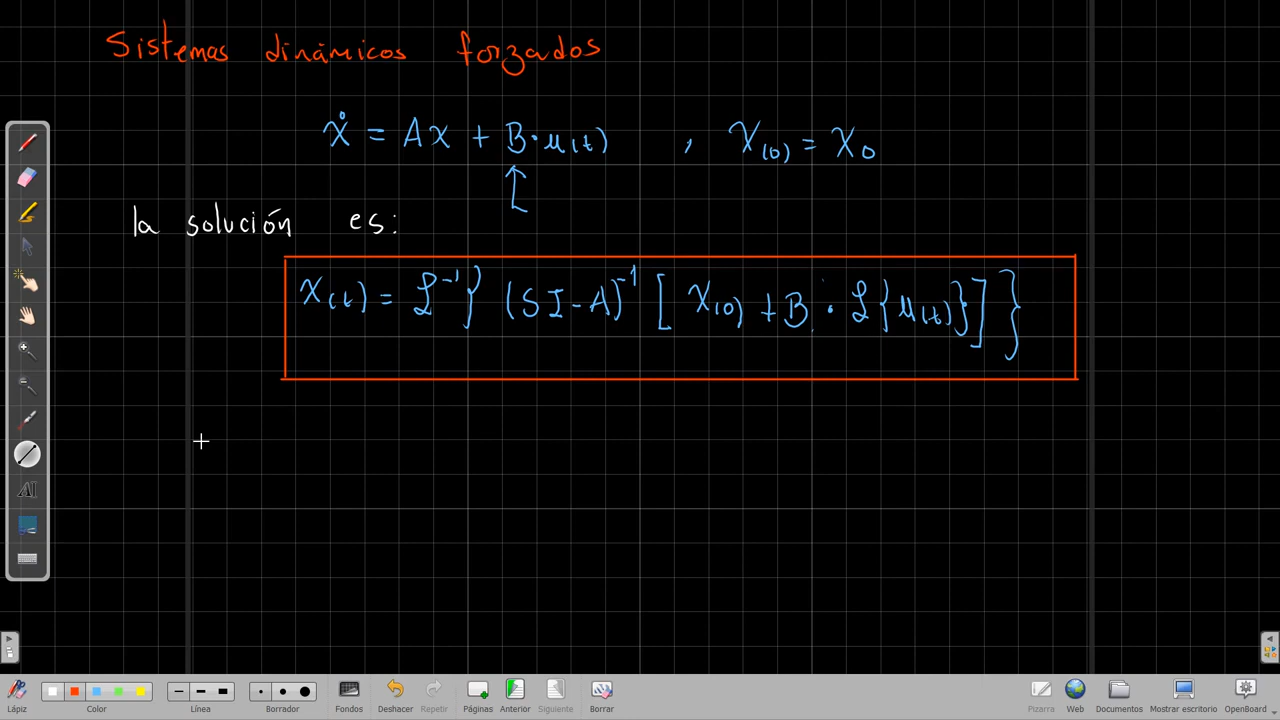 Sistemas dinámicos forzados
ẋ = Ax + B·μ(t) , x(0) = x0
la solución es:
x(t) = ℒ⁻¹{ (SI-A)⁻¹ [ x(0) + B · ℒ{μ(t)} ] }
Color Línea Borrador
Lápiz Fondos Deshacer Repetir Páginas Anterior Siguiente Borrar Pizarra Web Documentos Mostrar escritorio OpenBoard